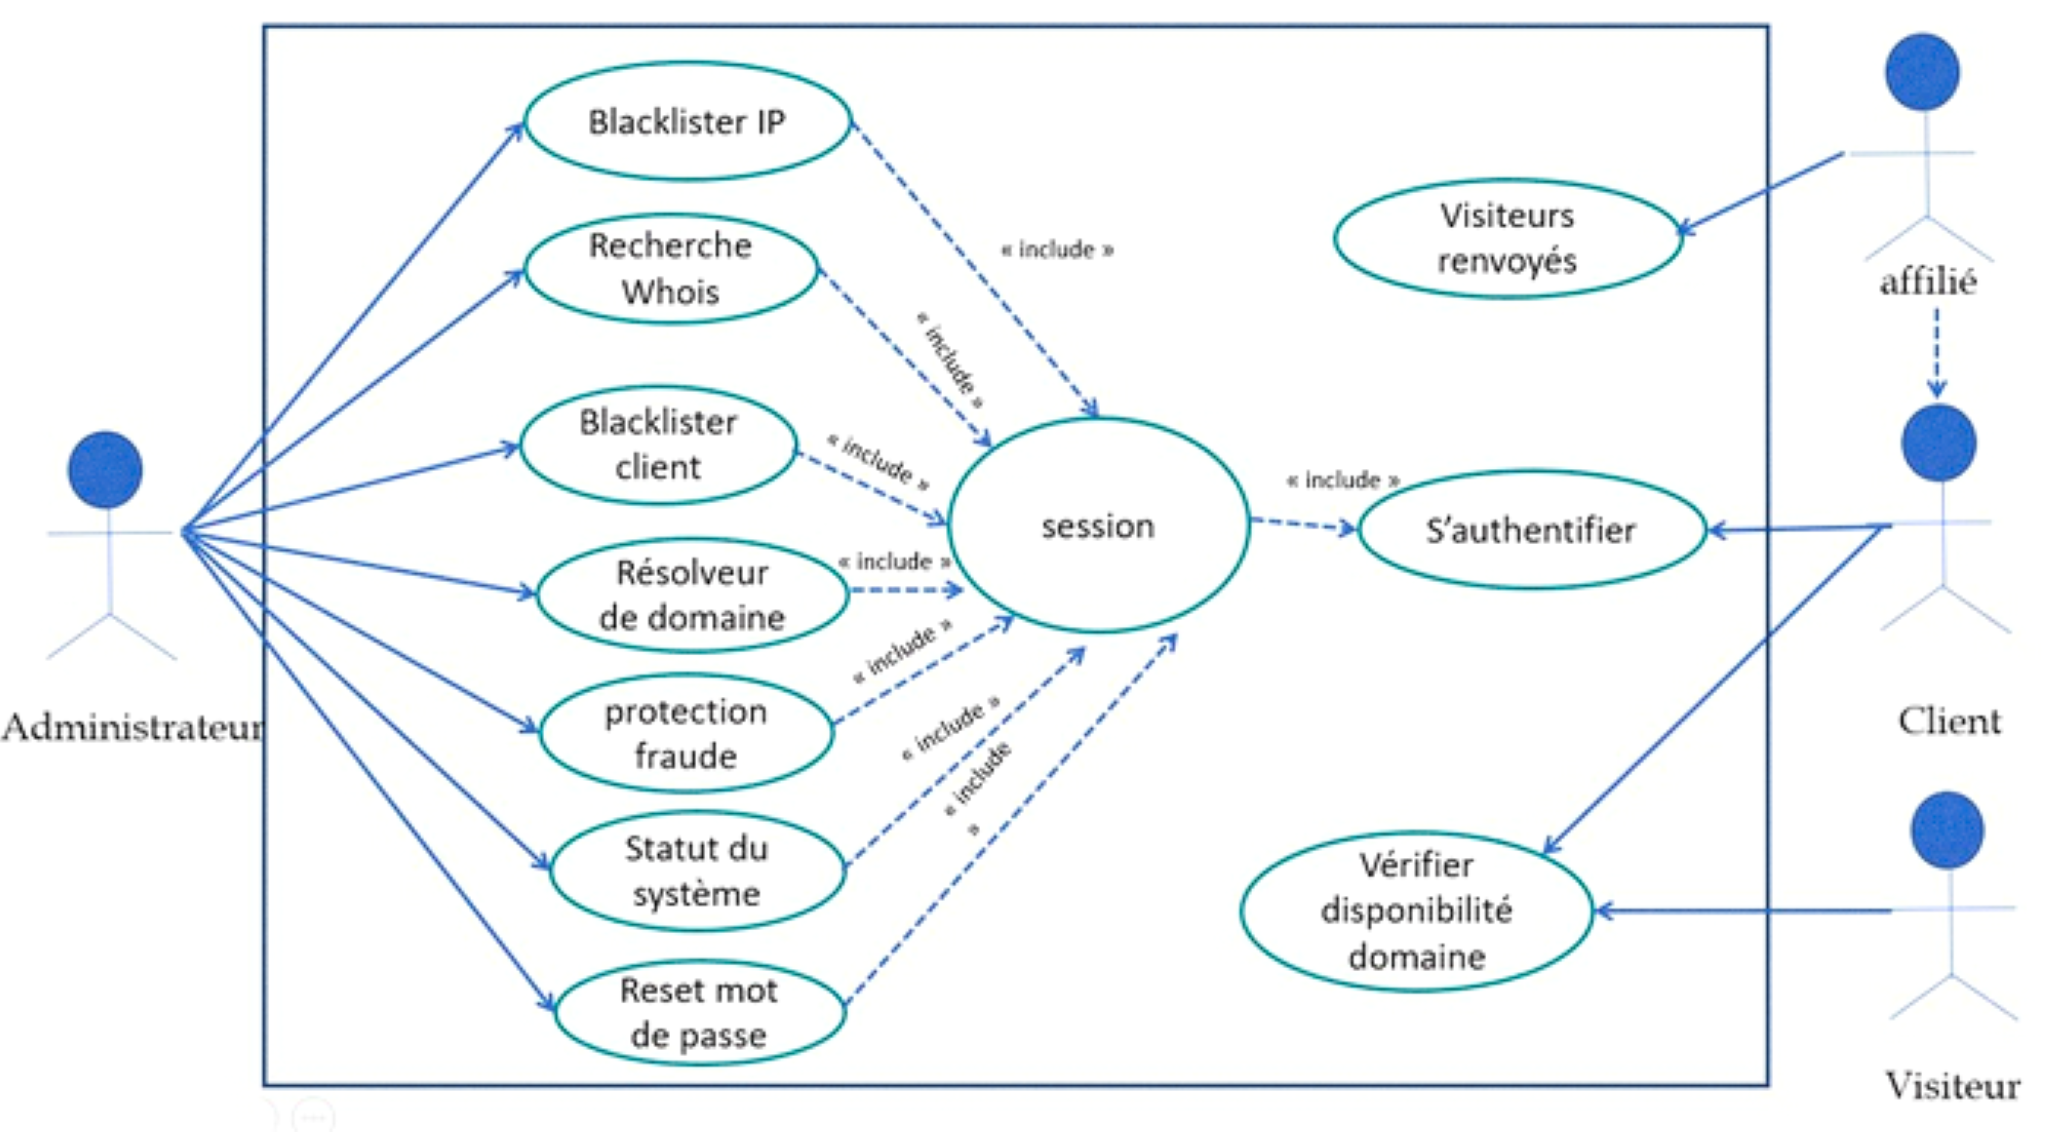 Blacklister IP
« include »
Visiteurs
renvoyés
affilié
Recherche
Whois
« include »
Blacklister
client
« include »
session
« include »
S'authentifier
Résolveur
de domaine
« include »
protection
fraude
« include »
Administrateur
Client
Statut du
système
« include »
« include
»
Vérifier
disponibilité
domaine
Reset mot
de passe
Visiteur